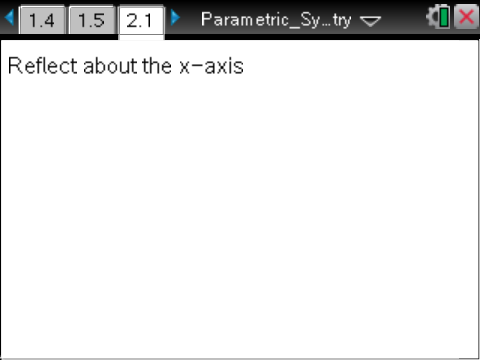 1.4 1.5 2.1 Parametric_Sy...try
Reflect about the x-axis